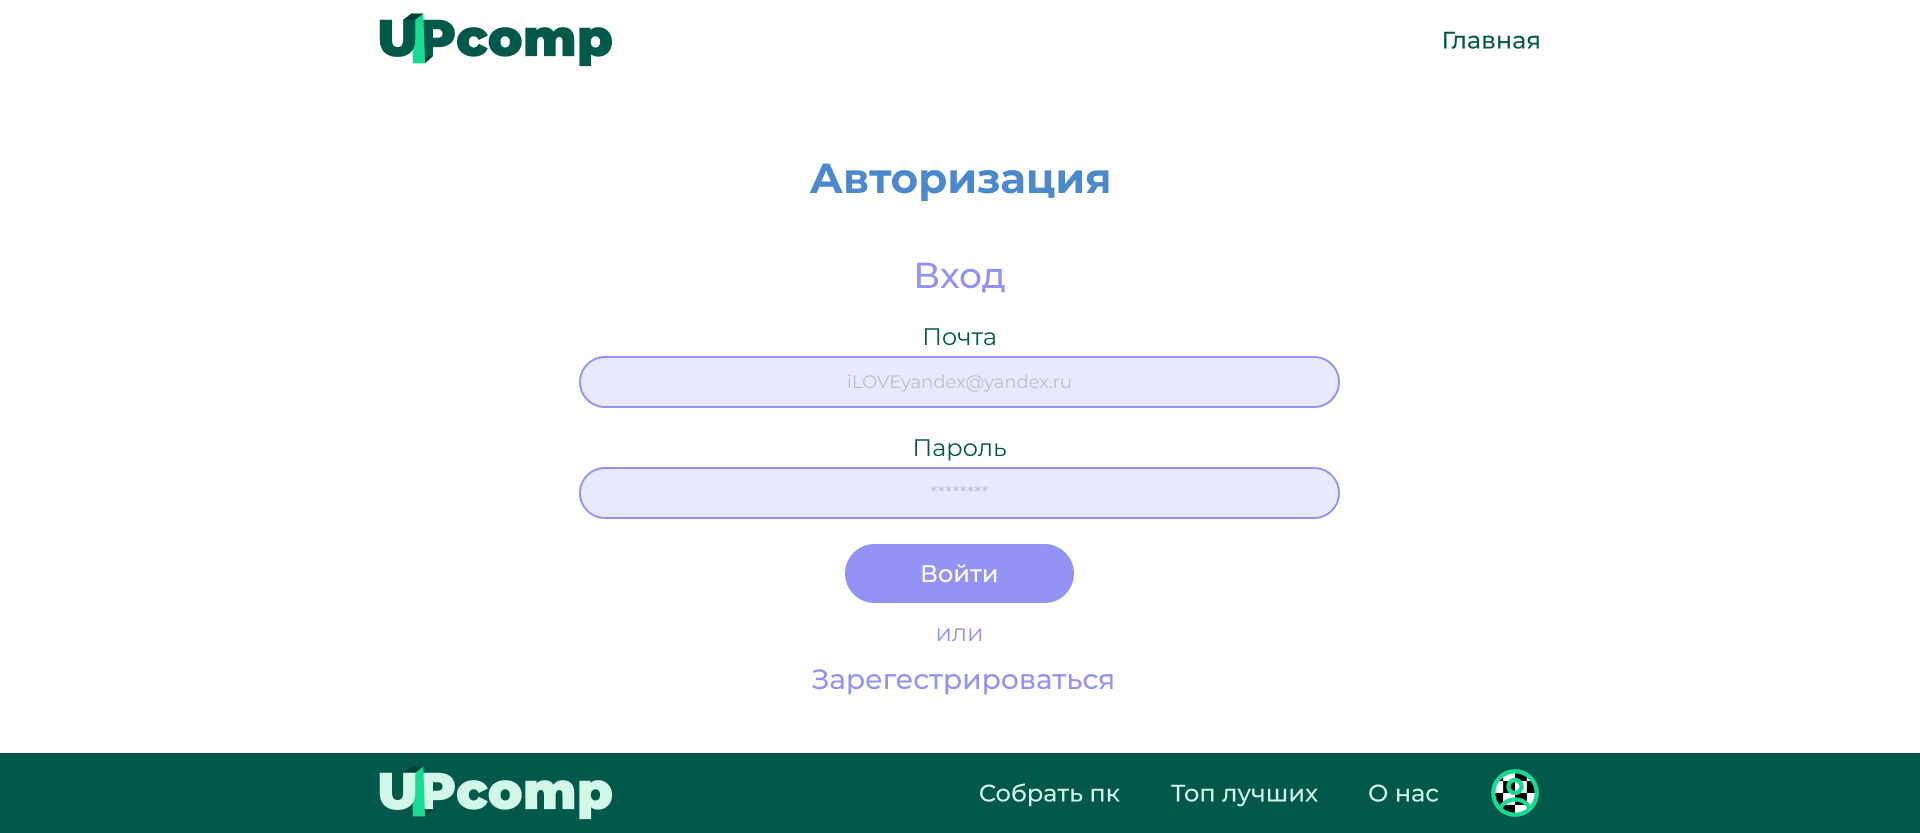 UPcomp
Главная
Авторизация
Вход
Почта
iLOVEyandex@yandex.ru
Пароль
********
Войти
или
Зарегестрироваться
UPcomp
Собрать пк
Топ лучших
О нас